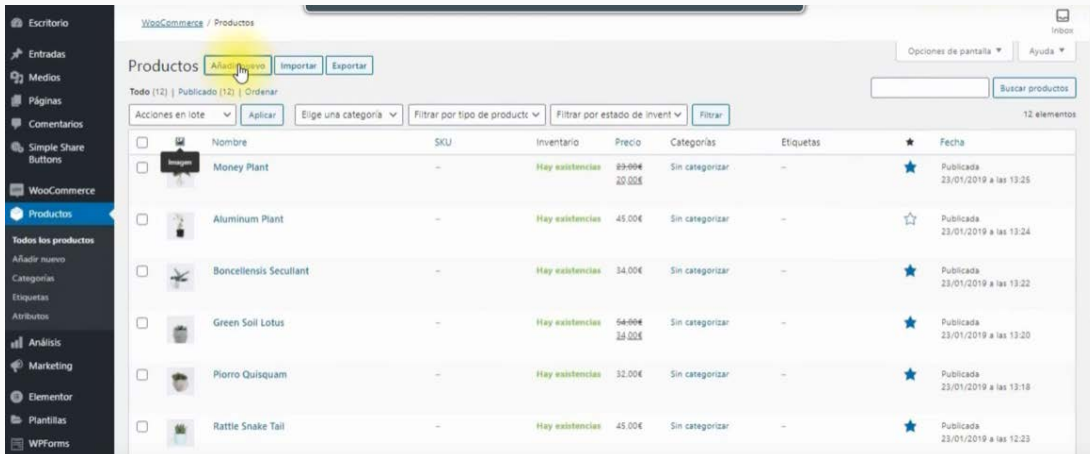 Escritorio
Entradas
Medios
Páginas
Comentarios
Simple Share
Buttons
WooCommerce
Productos
Todos los productos
Añadir nuevo
Categorías
Etiquetas
Atributos
Análisis
Marketing
Elementor
Plantillas
WPForms
WooCommerce / Productos
Inbox
Opciones de pantalla ▼ Ayuda ▼
Productos Añadir nuevo Importar Exportar
Todo (12) | Publicado (12) | Ordenar
Buscar productos
Acciones en lote Aplicar Elige una categoría Filtrar por tipo de producto Filtrar por estado de invent Filtrar 12 elementos
Nombre SKU Inventario Precio Categorías Etiquetas ★ Fecha
Imagen
Money Plant – Hay existencias 23,00€ Sin categorizar – Publicada
20,00€ 23/01/2019 a las 13:25
Aluminum Plant – Hay existencias 45,00€ Sin categorizar – Publicada
23/01/2019 a las 13:24
Boncellensis Secullant – Hay existencias 34,00€ Sin categorizar – Publicada
23/01/2019 a las 13:22
Green Soil Lotus – Hay existencias 54,00€ Sin categorizar – Publicada
34,00€ 23/01/2019 a las 13:20
Piorro Quisquam – Hay existencias 32,00€ Sin categorizar – Publicada
23/01/2019 a las 13:18
Rattle Snake Tail – Hay existencias 45,00€ Sin categorizar – Publicada
23/01/2019 a las 12:23